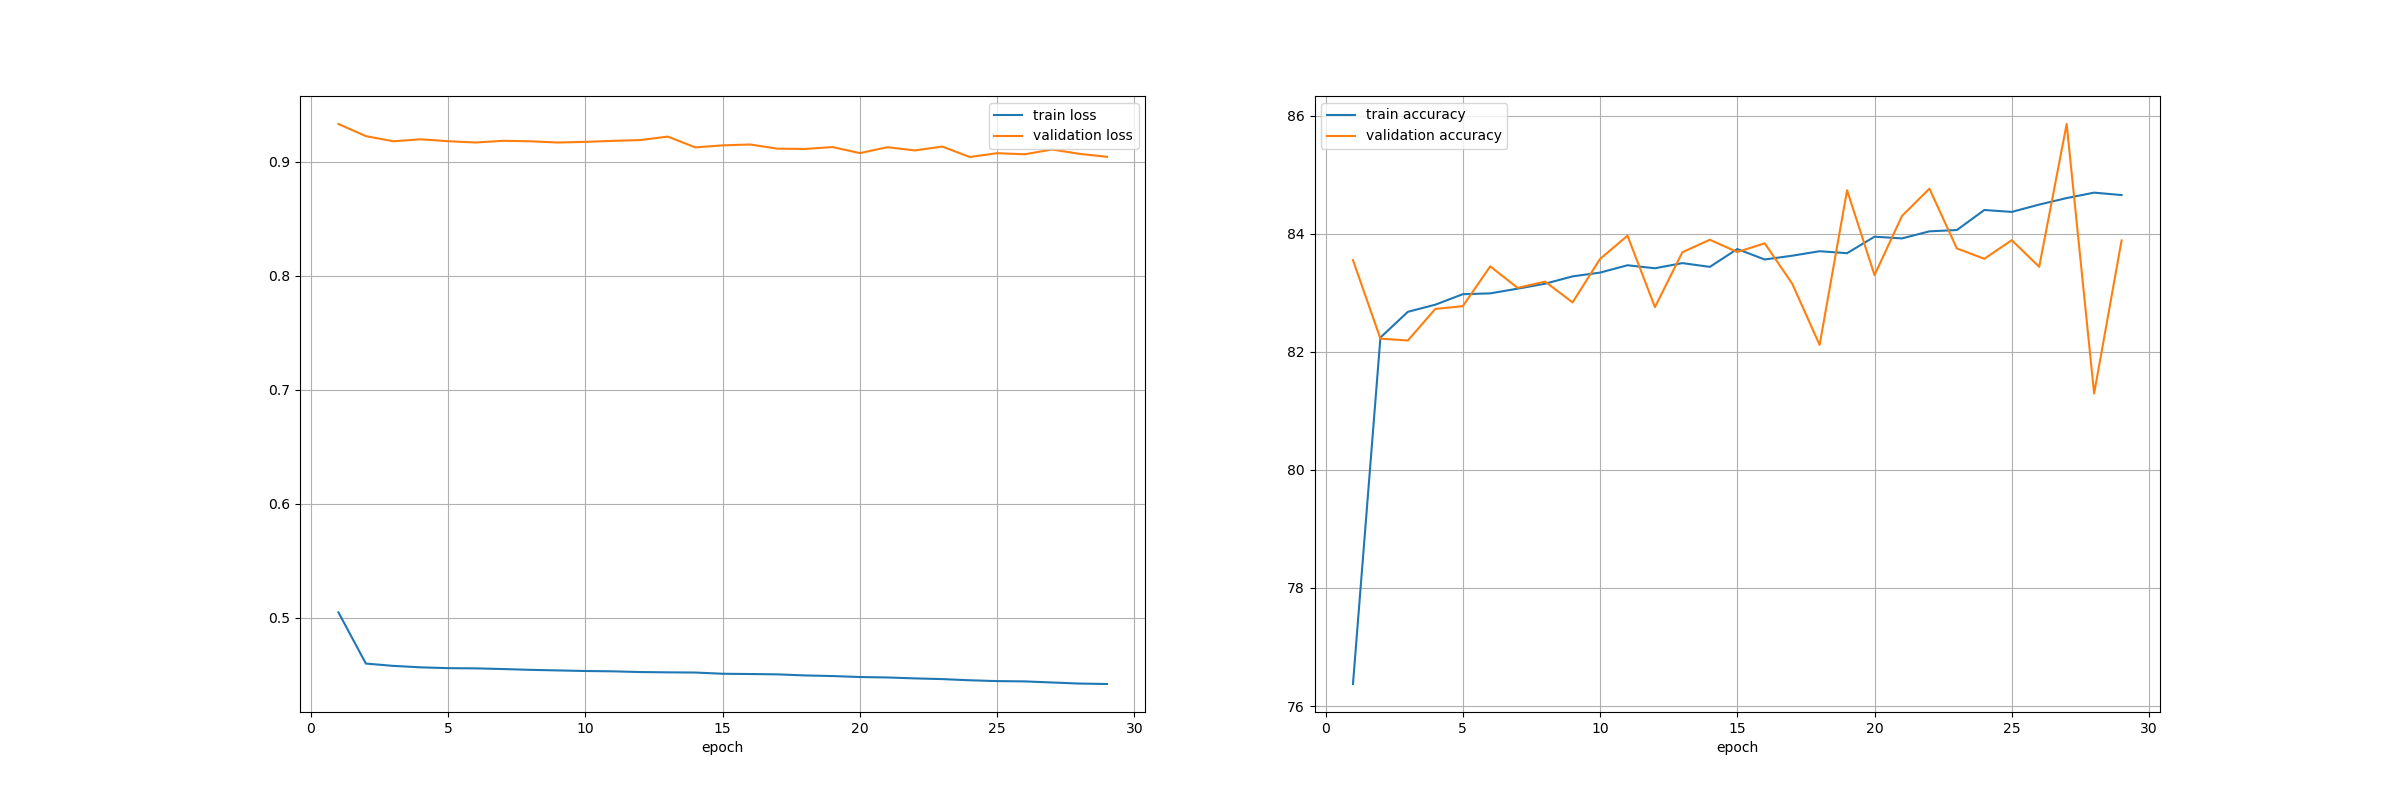 train loss
validation loss
0.9
0.8
0.7
0.6
0.5
0 5 10 15 20 25 30
epoch
train accuracy
validation accuracy
86
84
82
80
78
76
0 5 10 15 20 25 30
epoch